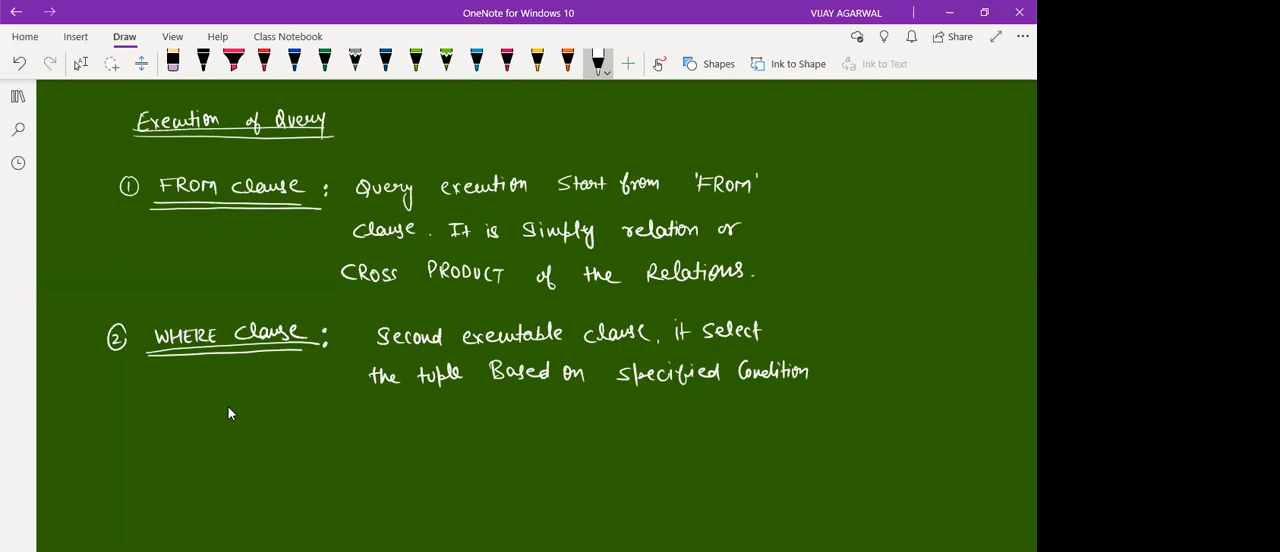 OneNote for Windows 10
VIJAY AGARWAL
Home Insert Draw View Help Class Notebook
Share
Shapes
Ink to Shape
Ink to Text
Execution of Query
① FROM Clause : Query execution start from 'FROM'
Clause. It is simply relation or
CROSS PRODUCT of the Relations.
② WHERE Clause : Second executable clause, it select
the tuple Based on specified Condition